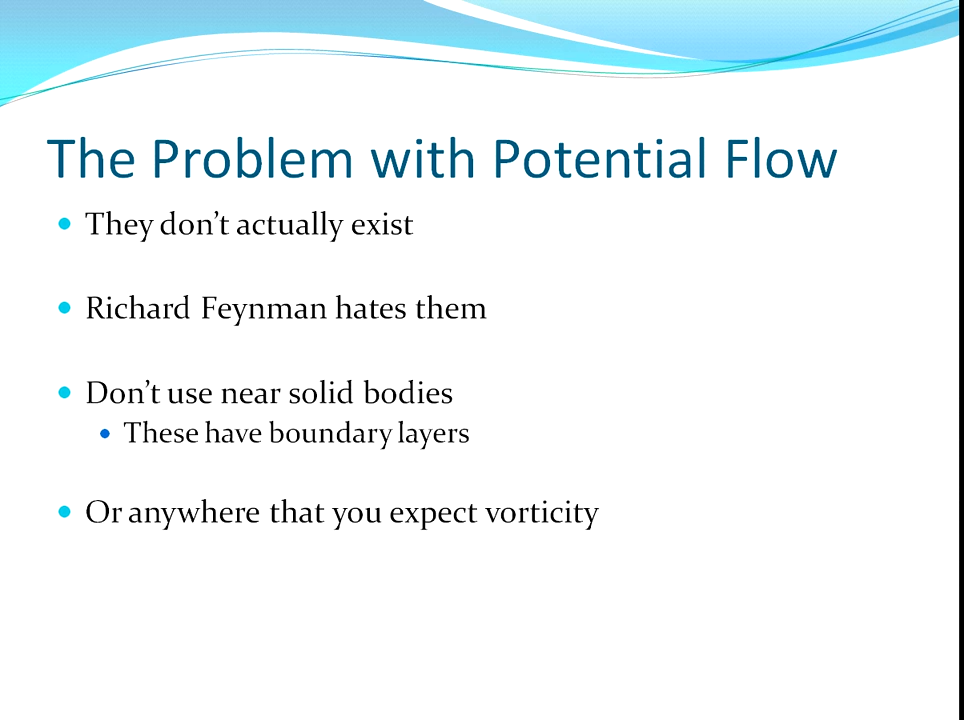 The Problem with Potential Flow
They don’t actually exist
Richard Feynman hates them
Don’t use near solid bodies
These have boundary layers
Or anywhere that you expect vorticity